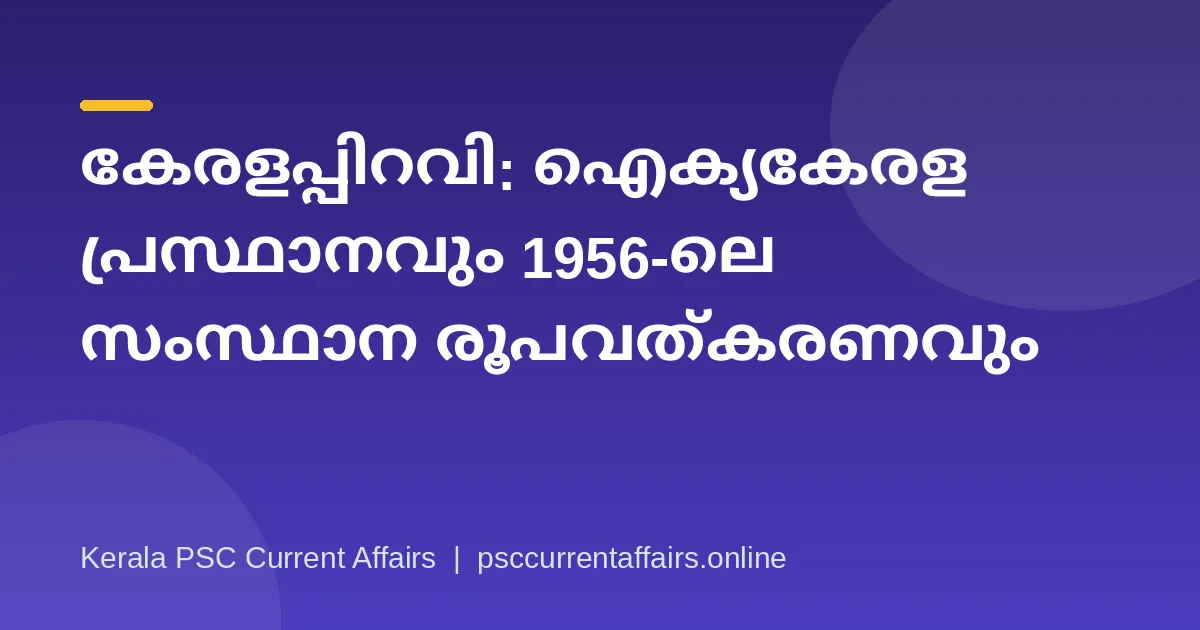 കേരളപ്പിറവി: ഐക്യകേരള
പ്രസ്ഥാനവും 1956-ലെ
സംസ്ഥാന രൂപവത്കരണവും
Kerala PSC Current Affairs | psccurrentaffairs.online